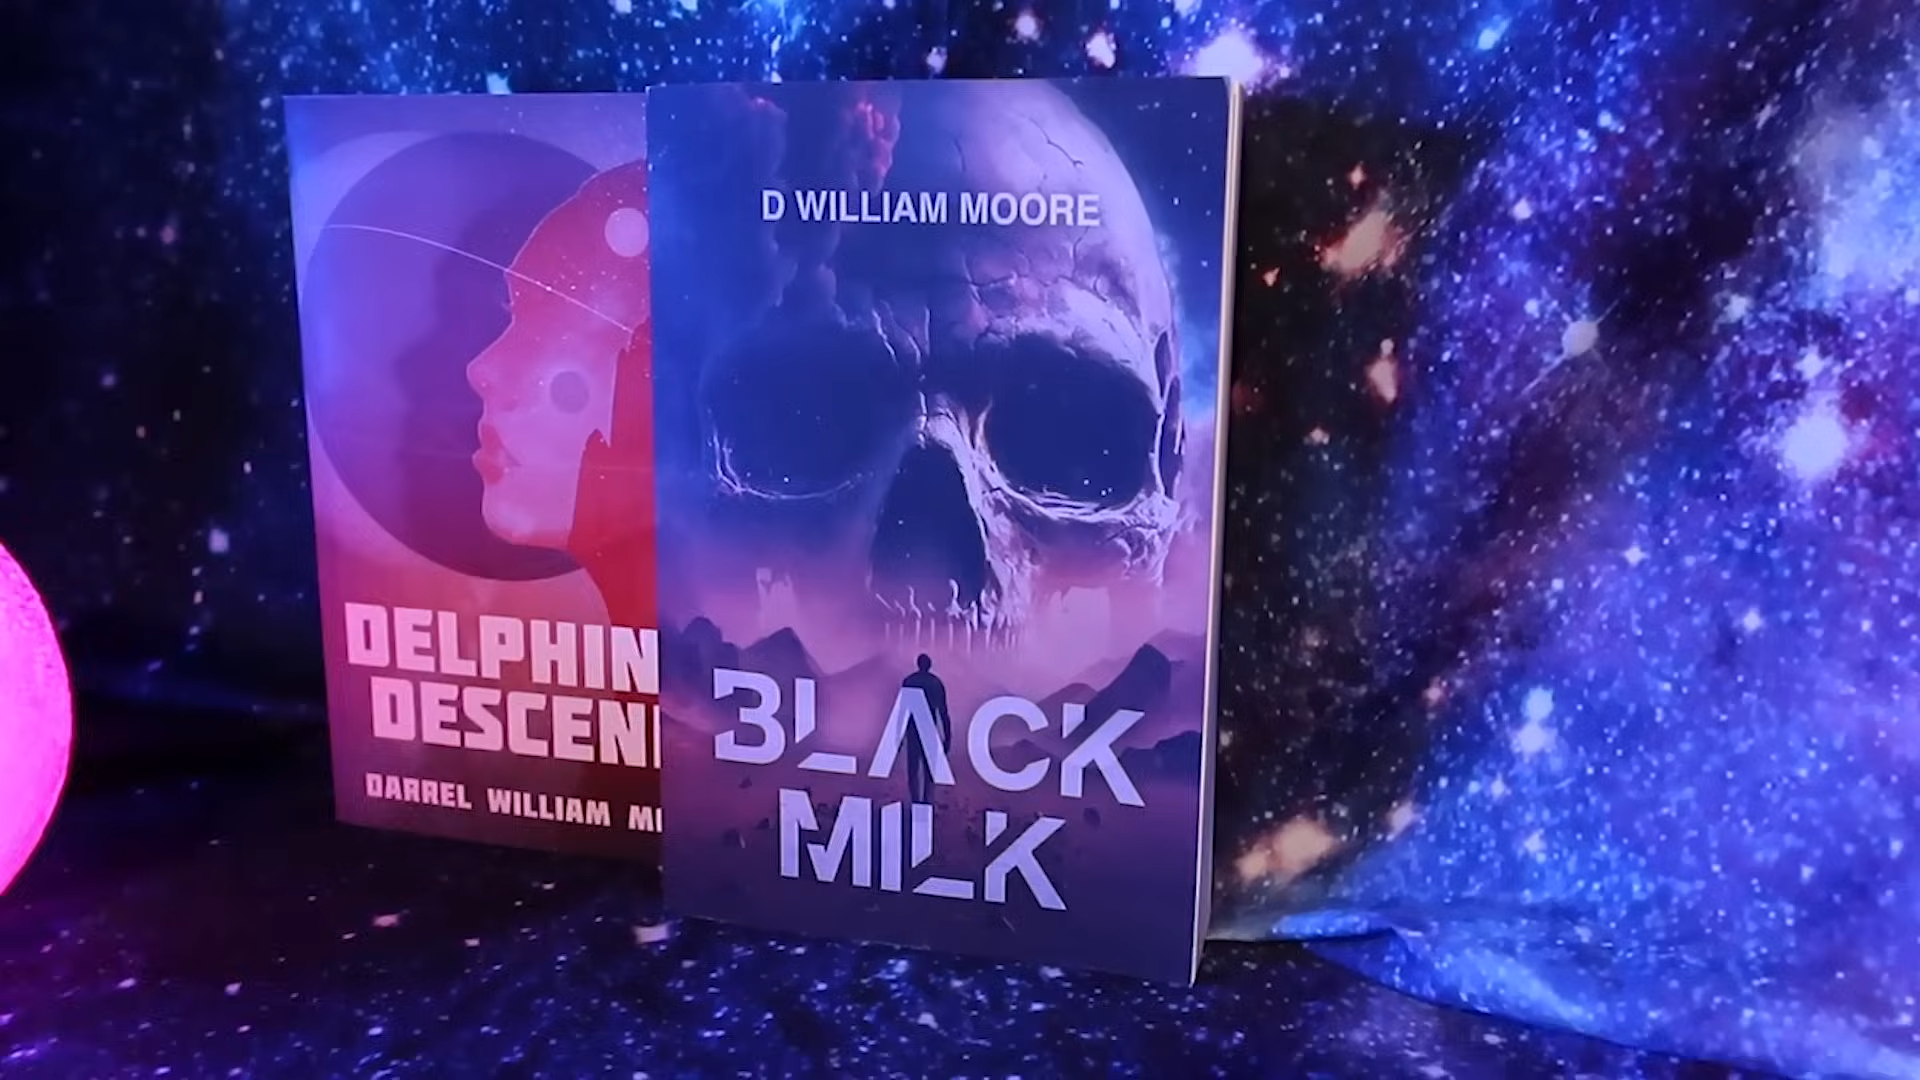 D WILLIAM MOORE
BLACK
MILK
DELPHIN
DESCEN
DARREL WILLIAM M